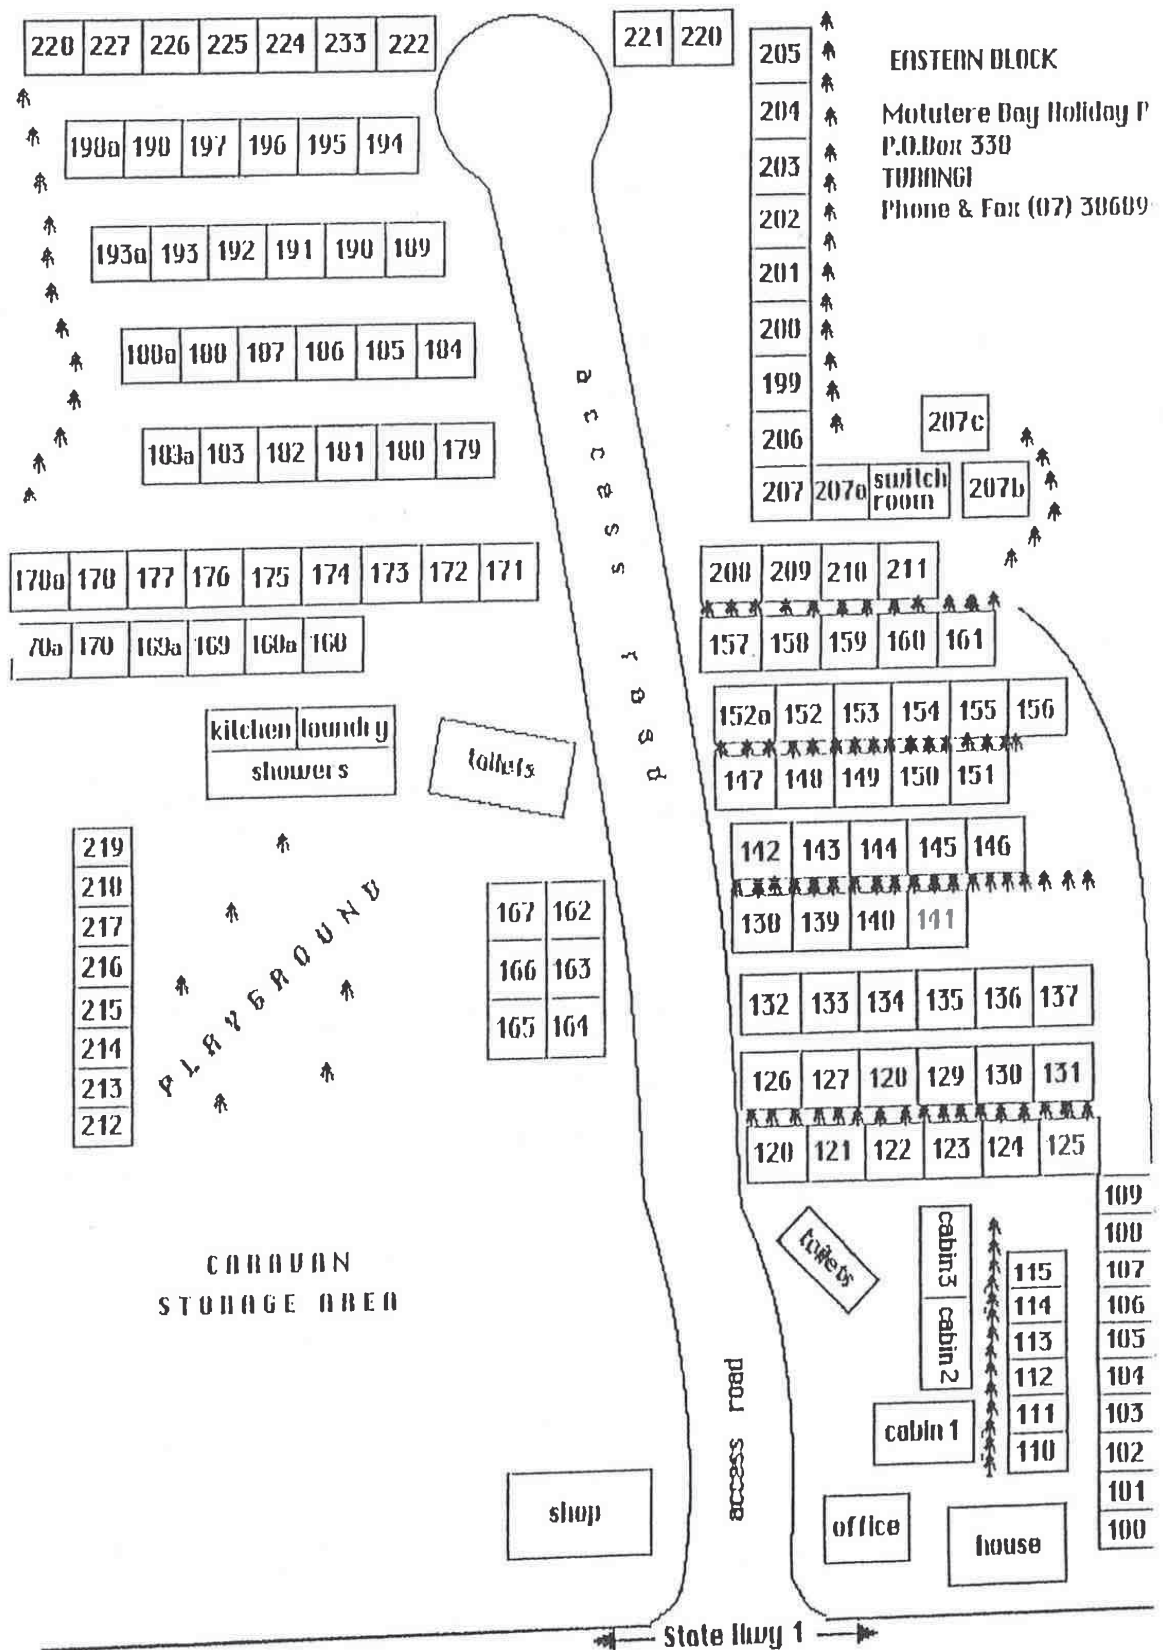 228 227 226 225 224 233 222
221 220
205
204
203
202
201
200
199
206
207 207a switch room 207b
207c
EASTERN BLOCK
Motutere Bay Holiday P
P.O.Box 330
TURANGI
Phone & Fax (07) 38689
198a 198 197 196 195 194
193a 193 192 191 190 189
188a 188 187 186 185 184
183a 183 182 181 180 179
178a 178 177 176 175 174 173 172 171
70a 170 169a 169 168a 168
access road
208 209 210 211
157 158 159 160 161
152a 152 153 154 155 156
147 148 149 150 151
142 143 144 145 146
138 139 140 141
132 133 134 135 136 137
126 127 128 129 130 131
120 121 122 123 124 125
kitchen laundry
showers
toilets
219
218
217
216
215
214
213
212
PLAYGROUND
167 162
166 163
165 164
CARAVAN
STORAGE AREA
toilets
cabin 3
cabin 2
cabin 1
115
114
113
112
111
110
109
108
107
106
105
104
103
102
101
100
access road
shop
office
house
State Hwy 1